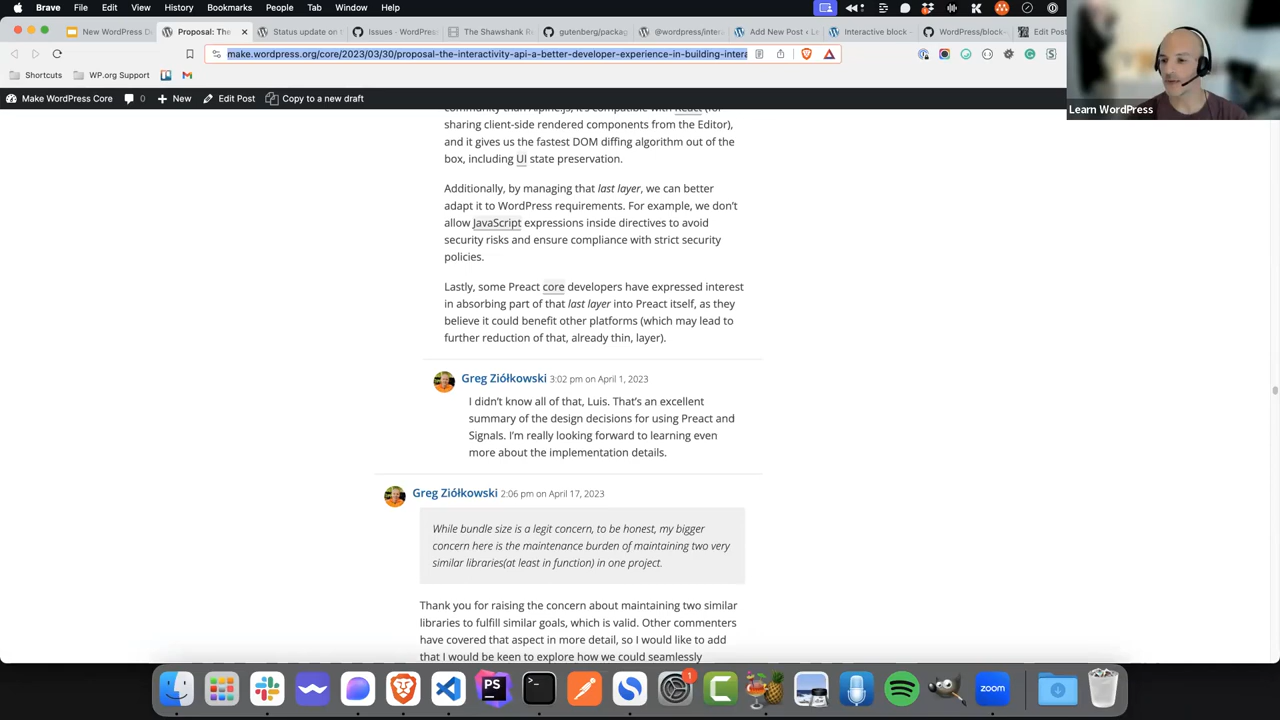 Brave File Edit View History Bookmarks People Tab Window Help
New WordPress D
Proposal: The
Status update on t
Issues · WordPres
The Shawshank Re
gutenberg/packag
@wordpress/intera
Add New Post ‹ Le
Interactive block -
WordPress/block-
Edit Post
make.wordpress.org/core/2023/03/30/proposal-the-interactivity-api-a-better-developer-experience-in-building-intera
Shortcuts WP.org Support
Make WordPress Core 0 New Edit Post Copy to a new draft
Learn WordPress
community than Alpine.js, it's compatible with React (for
sharing client-side rendered components from the Editor),
and it gives us the fastest DOM diffing algorithm out of the
box, including UI state preservation.
Additionally, by managing that last layer, we can better
adapt it to WordPress requirements. For example, we don't
allow JavaScript expressions inside directives to avoid
security risks and ensure compliance with strict security
policies.
Lastly, some Preact core developers have expressed interest
in absorbing part of that last layer into Preact itself, as they
believe it could benefit other platforms (which may lead to
further reduction of that, already thin, layer).
Greg Ziółkowski 3:02 pm on April 1, 2023
I didn't know all of that, Luis. That's an excellent
summary of the design decisions for using Preact and
Signals. I'm really looking forward to learning even
more about the implementation details.
Greg Ziółkowski 2:06 pm on April 17, 2023
While bundle size is a legit concern, to be honest, my bigger
concern here is the maintenance burden of maintaining two very
similar libraries(at least in function) in one project.
Thank you for raising the concern about maintaining two similar
libraries to fulfill similar goals, which is valid. Other commenters
have covered that aspect in more detail, so I would like to add
that I would be keen to explore how we could seamlessly
PS
1
zoom